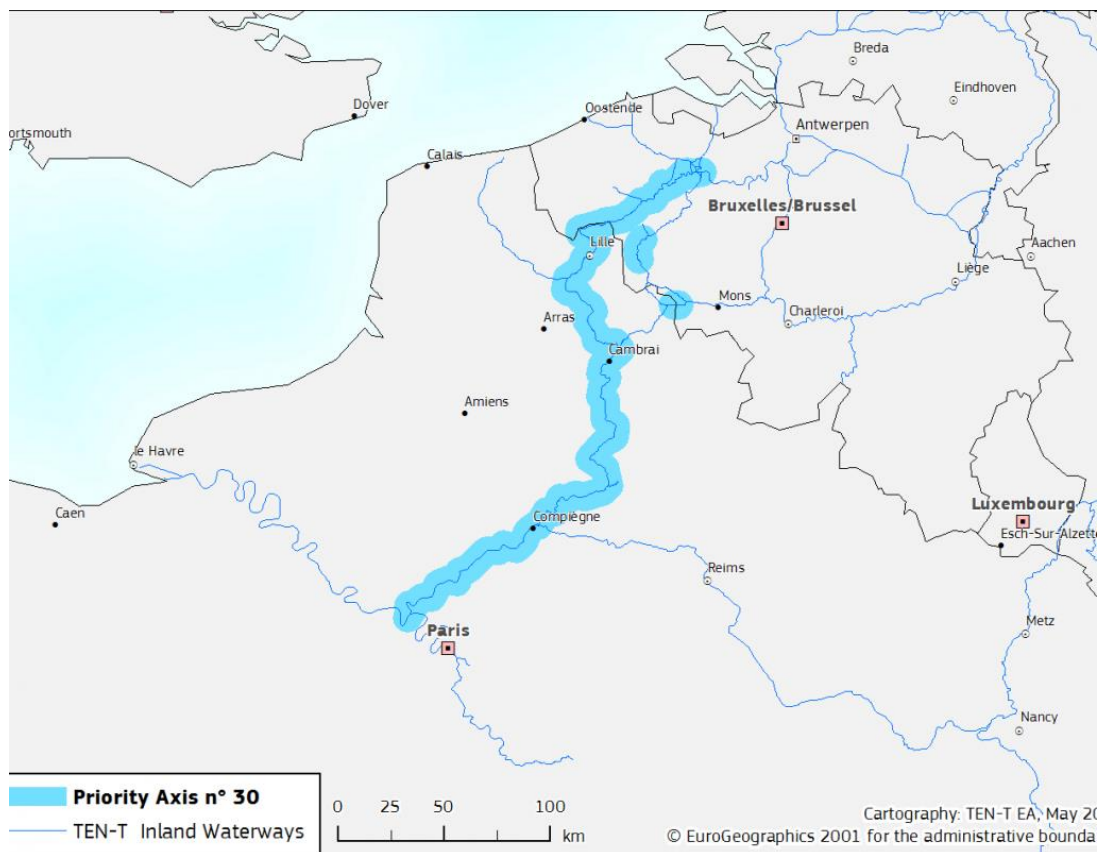 Breda
Eindhoven
Dover
Oostende
Antwerpen
ortsmouth
Calais
Bruxelles/Brussel
Lille
Aachen
Liège
Mons
Charleroi
Arras
Cambrai
Amiens
le Havre
Luxembourg
Caen
Compiègne
Esch-Sur-Alzette
Reims
Paris
Metz
Nancy
Priority Axis n° 30
TEN-T Inland Waterways
0 25 50 100
km
Cartography: TEN-T EA, May 20
© EuroGeographics 2001 for the administrative bounda